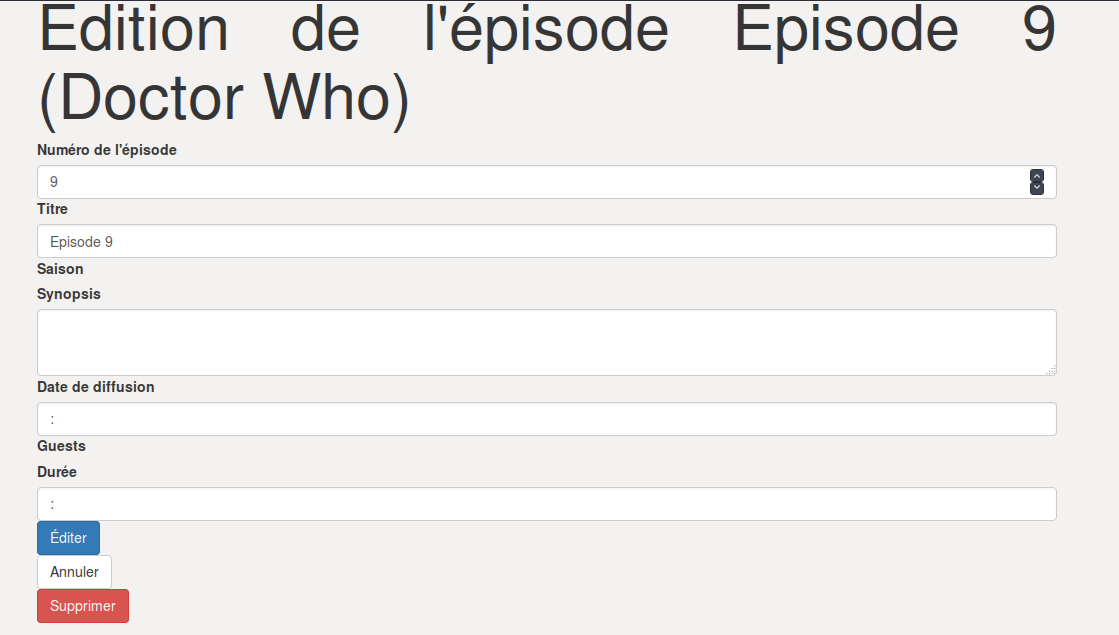 Edition de l'épisode Episode 9
(Doctor Who)
Numéro de l'épisode
9
Titre
Episode 9
Saison
Synopsis
Date de diffusion
:
Guests
Durée
:
Éditer
Annuler
Supprimer